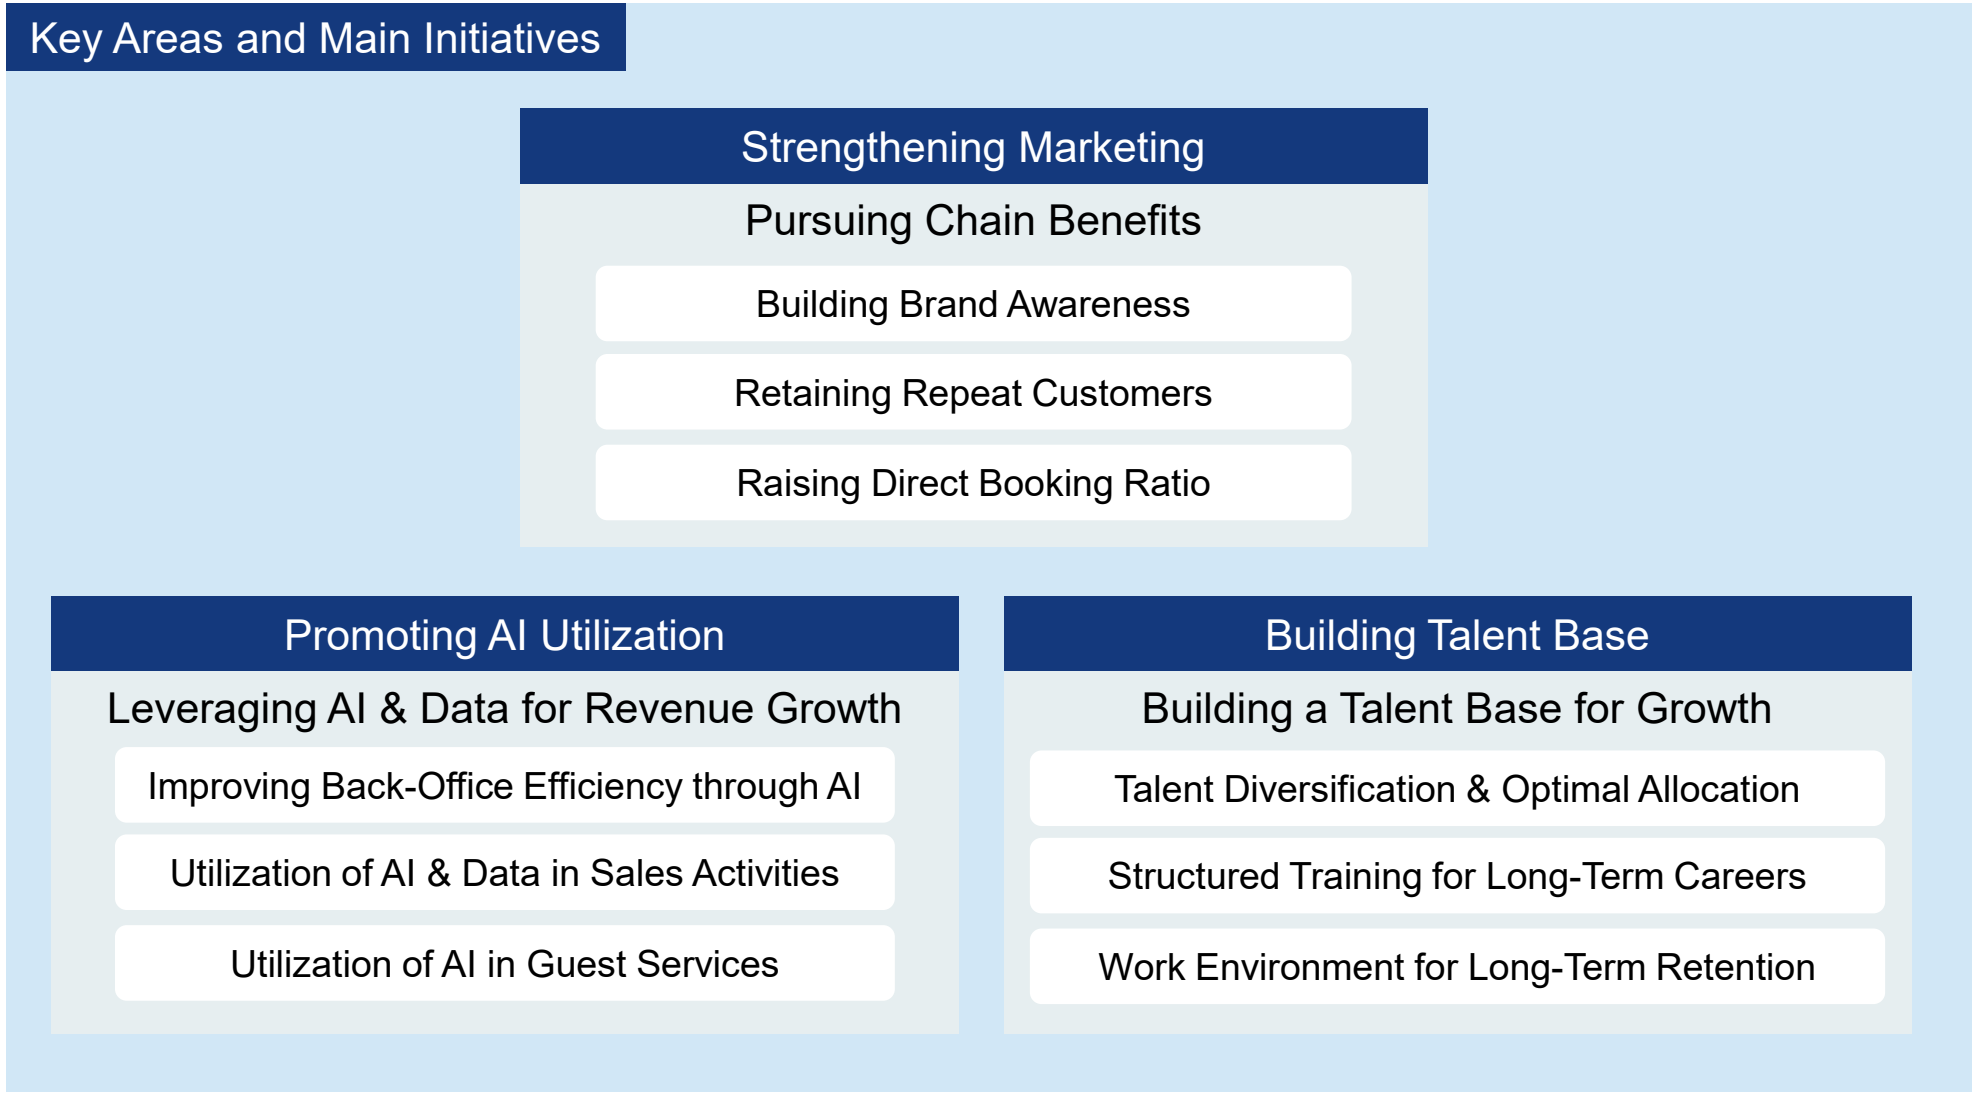 Key Areas and Main Initiatives
Strengthening Marketing
Pursuing Chain Benefits
Building Brand Awareness
Retaining Repeat Customers
Raising Direct Booking Ratio
Promoting AI Utilization
Leveraging AI & Data for Revenue Growth
Improving Back-Office Efficiency through AI
Utilization of AI & Data in Sales Activities
Utilization of AI in Guest Services
Building Talent Base
Building a Talent Base for Growth
Talent Diversification & Optimal Allocation
Structured Training for Long-Term Careers
Work Environment for Long-Term Retention